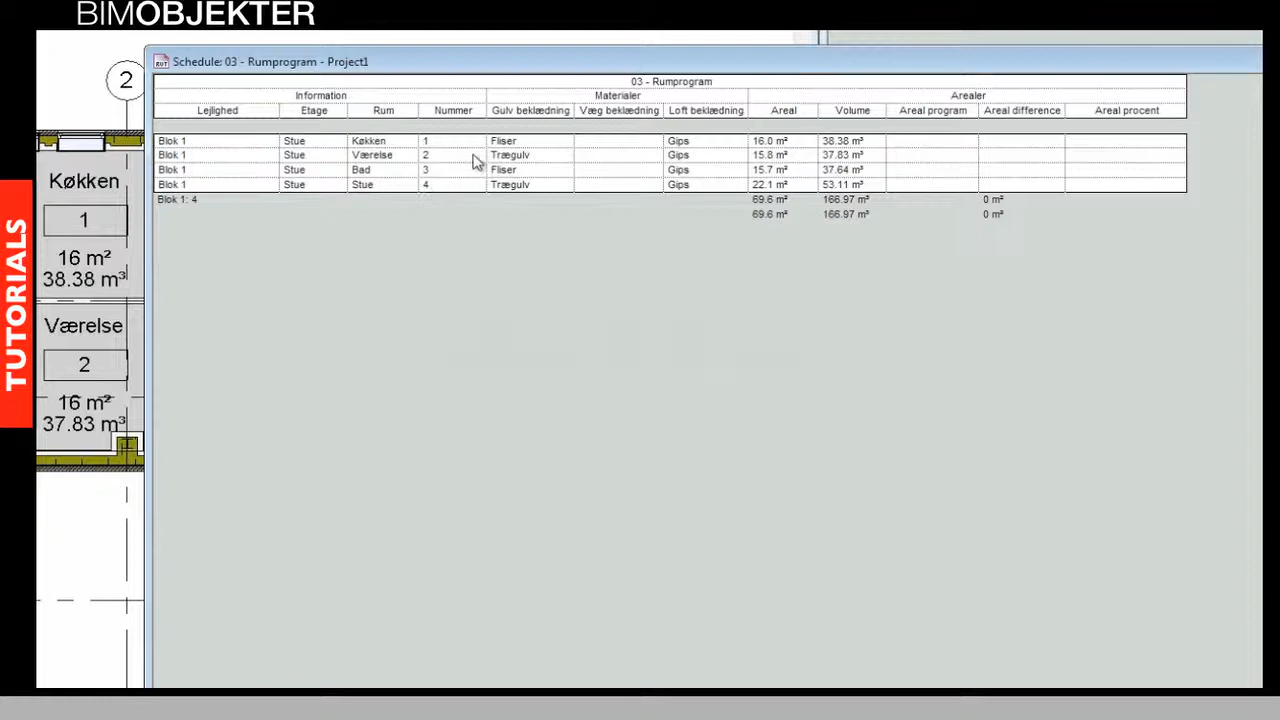 BIMOBJEKTER
TUTORIALS
2
Køkken
1
16 m²
38.38 m³
Værelse
2
16 m²
37.83 m³
Schedule: 03 - Rumprogram - Project1
03 - Rumprogram
Information Materialer Arealer
Lejlighed Etage Rum Nummer Gulv beklædning Væg beklædning Loft beklædning Areal Volume Areal program Areal difference Areal procent
Blok 1 Stue Køkken 1 Fliser Gips 16.0 m² 38.38 m³
Blok 1 Stue Værelse 2 Trægulv Gips 15.8 m² 37.83 m³
Blok 1 Stue Bad 3 Fliser Gips 15.7 m² 37.64 m³
Blok 1 Stue Stue 4 Trægulv Gips 22.1 m² 53.11 m³
Blok 1: 4 69.6 m² 166.97 m³ 0 m²
69.6 m² 166.97 m³ 0 m²